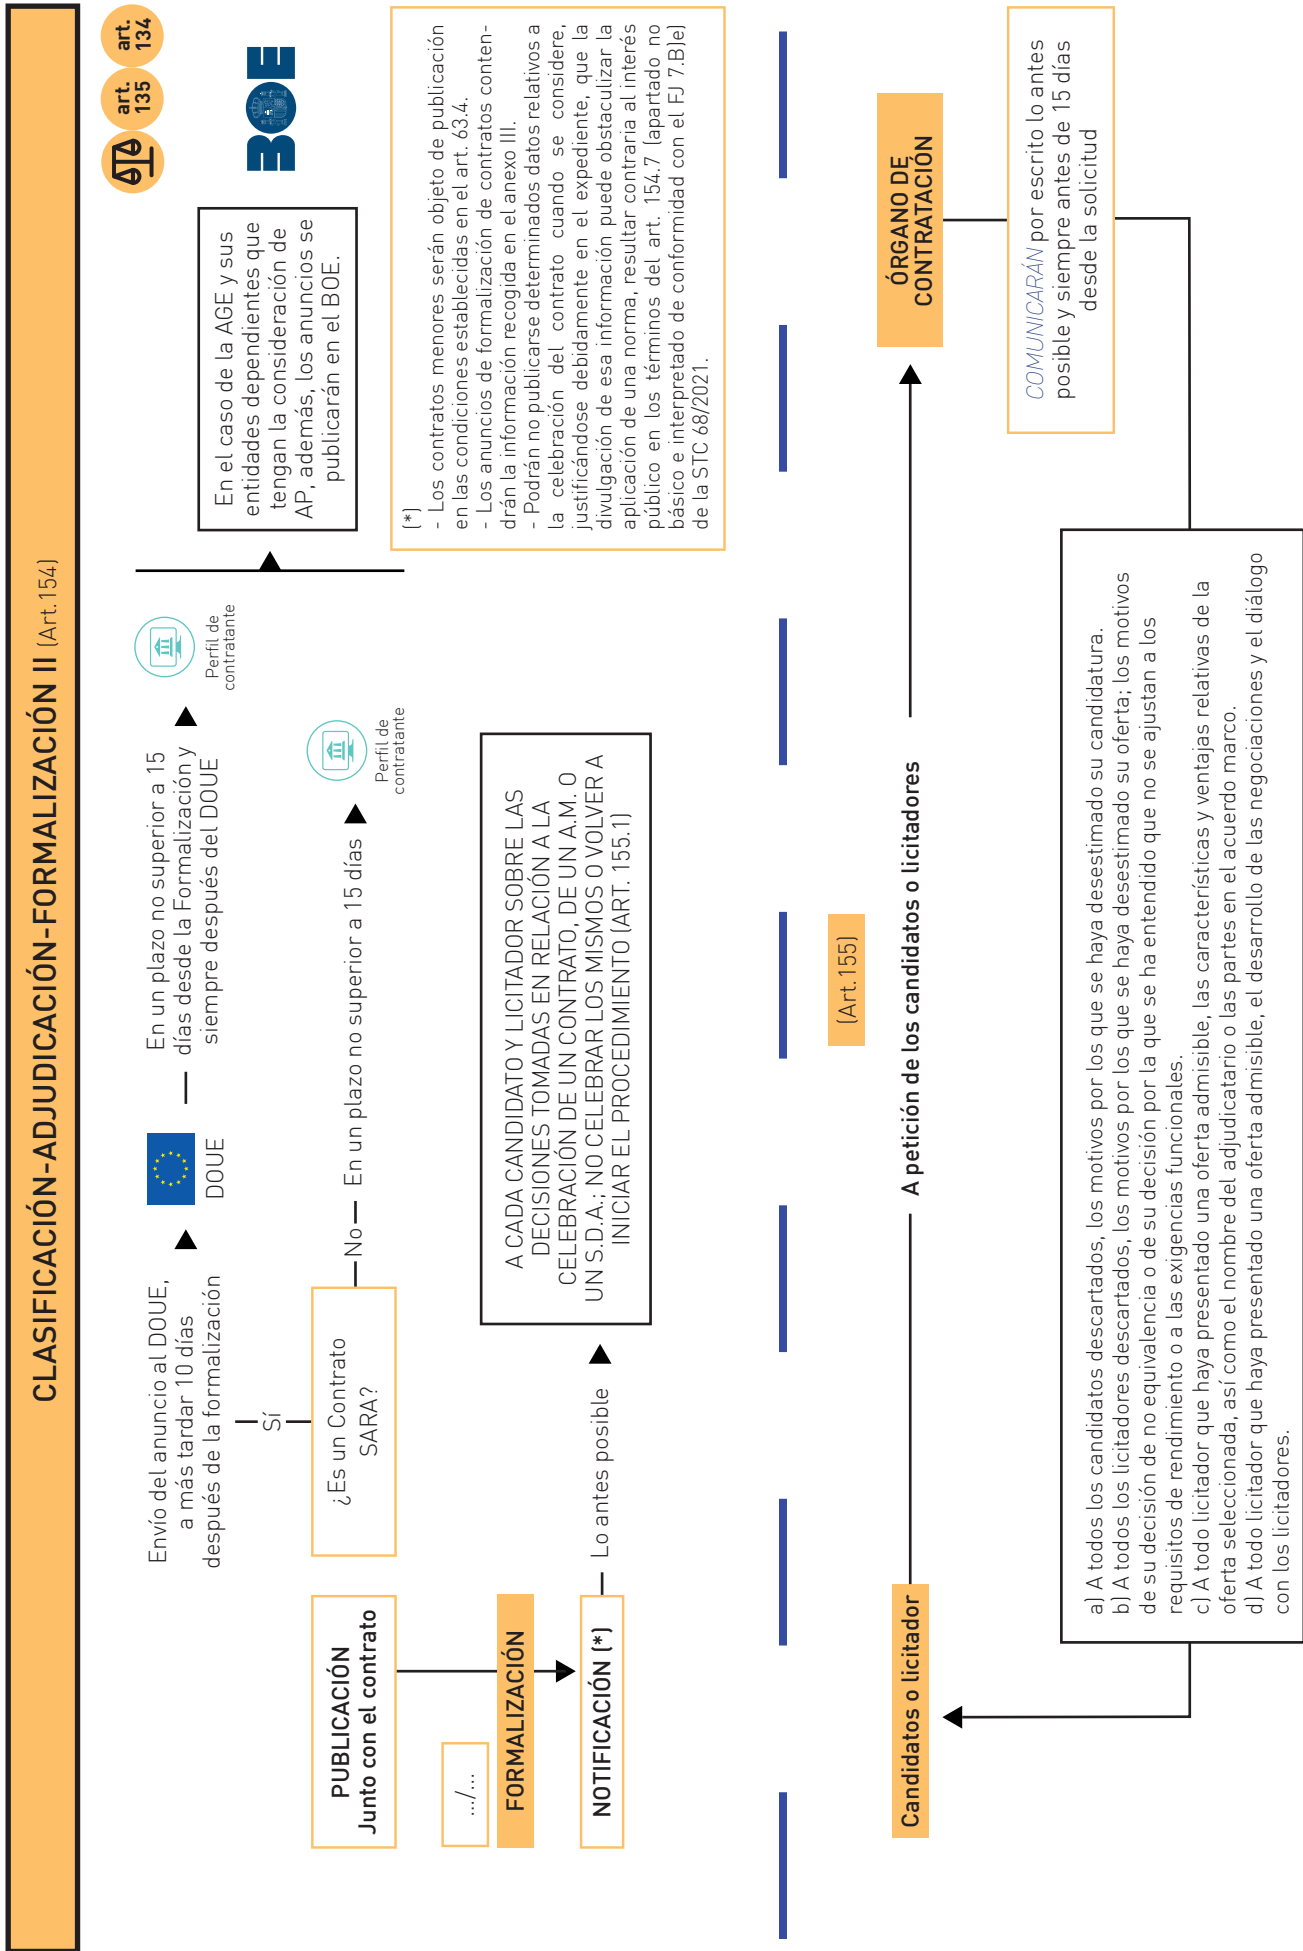 CLASIFICACIÓN-ADJUDICACIÓN-FORMALIZACIÓN II (Art.154)
art.
135
art.
134
BOE
PUBLICACIÓN
Junto con el contrato
¿Es un Contrato
SARA?
Sí
Envío del anuncio al DOUE,
a más tardar 10 días
después de la formalización
DOUE
En un plazo no superior a 15
días desde la Formalización y
siempre después del DOUE
Perfil de
contratante
No
En un plazo no superior a 15 días
Perfil de
contratante
En el caso de la AGE y sus
entidades dependientes que
tengan la consideración de
AP, además, los anuncios se
publicarán en el BOE.
.../...
FORMALIZACIÓN
NOTIFICACIÓN (*)
Lo antes posible
A CADA CANDIDATO Y LICITADOR SOBRE LAS
DECISIONES TOMADAS EN RELACIÓN A LA
CELEBRACIÓN DE UN CONTRATO, DE UN A.M. O
UN S.D.A.; NO CELEBRAR LOS MISMOS O VOLVER A
INICIAR EL PROCEDIMIENTO (ART. 155.1)
(*)
- Los contratos menores serán objeto de publicación
en las condiciones establecidas en el art. 63.4.
- Los anuncios de formalización de contratos conten-
drán la información recogida en el anexo III.
- Podrán no publicarse determinados datos relativos a
la celebración del contrato cuando se considere,
justificándose debidamente en el expediente, que la
divulgación de esa información puede obstaculizar la
aplicación de una norma, resultar contraria al interés
público en los términos del art. 154.7 (apartado no
básico e interpretado de conformidad con el FJ 7.B)e)
de la STC 68/2021.
(Art.155)
Candidatos o licitador
A petición de los candidatos o licitadores
ÓRGANO DE
CONTRATACIÓN
COMUNICARÁN por escrito lo antes
posible y siempre antes de 15 días
desde la solicitud
a) A todos los candidatos descartados, los motivos por los que se haya desestimado su candidatura.
b) A todos los licitadores descartados, los motivos por los que se haya desestimado su oferta; los motivos
de su decisión de no equivalencia o de su decisión por la que se ha entendido que no se ajustan a los
requisitos de rendimiento o a las exigencias funcionales.
c) A todo licitador que haya presentado una oferta admisible, las características y ventajas relativas de la
oferta seleccionada, así como el nombre del adjudicatario o las partes en el acuerdo marco.
d) A todo licitador que haya presentado una oferta admisible, el desarrollo de las negociaciones y el diálogo
con los licitadores.